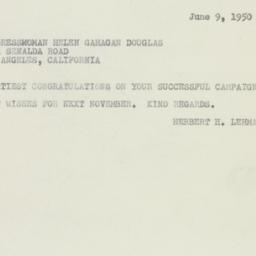 June 9, 1950
RESSWOMAN HELEN GAHAGAN DOUGLAS
SENALDA ROAD
ANGELES, CALIFORNIA
TIEST CONGRATULATIONS ON YOUR SUCCESSFUL CAMPAIGN
WISHES FOR NEXT NOVEMBER. KIND REGARDS.
HERBERT H. LEHMA